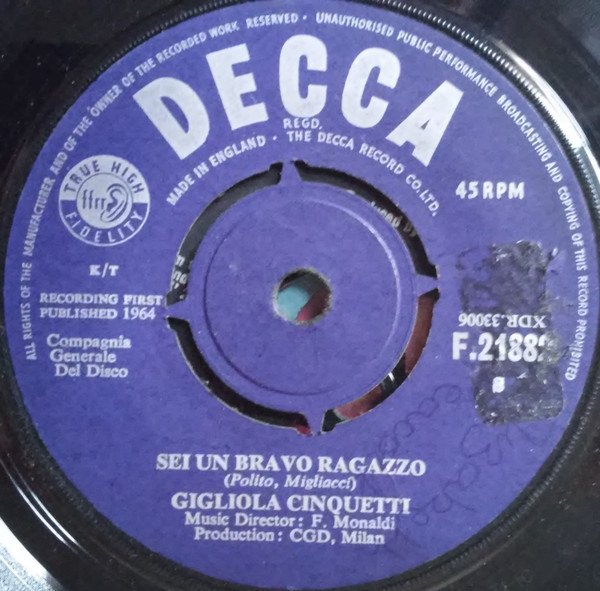 ALL RIGHTS OF THE MANUFACTURER AND OF THE OWNER OF THE RECORDED WORK RESERVED · UNAUTHORISED PUBLIC PERFORMANCE BROADCASTING AND COPYING OF THIS RECORD PROHIBITED
DECCA
REGD.
MADE IN ENGLAND · THE DECCA RECORD CO. LTD.
TRUE HIGH
ffrr
FIDELITY
45 RPM
K/T
RECORDING FIRST
PUBLISHED 1964
Compagnia
Generale
Del Disco
XDR.33006
F.21882
SEI UN BRAVO RAGAZZO
(Polito, Migliacci)
GIGLIOLA CINQUETTI
Music Director: F. Monaldi
Production: CGD, Milan